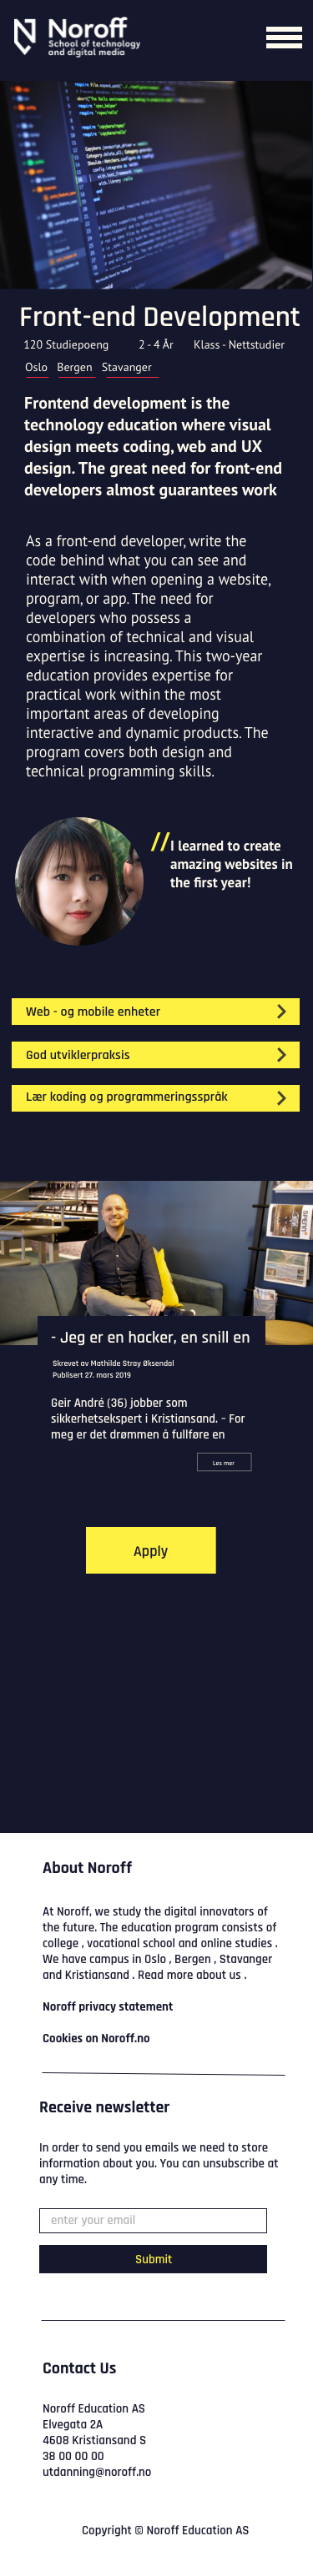 Noroff
School of technology
and digital media
Front-end Development
120 Studiepoeng 2 - 4 År Klass - Nettstudier
Oslo Bergen Stavanger
Frontend development is the
technology education where visual
design meets coding, web and UX
design. The great need for front-end
developers almost guarantees work
As a front-end developer, write the
code behind what you can see and
interact with when opening a website,
program, or app. The need for
developers who possess a
combination of technical and visual
expertise is increasing. This two-year
education provides expertise for
practical work within the most
important areas of developing
interactive and dynamic products. The
program covers both design and
technical programming skills.
// I learned to create
amazing websites in
the first year!
Web - og mobile enheter
God utviklerpraksis
Lær koding og programmeringsspråk
- Jeg er en hacker, en snill en
Skrevet av Mathilde Stray Øksendal
Publisert 27. mars 2019
Geir André (36) jobber som
sikkerhetsekspert i Kristiansand. – For
meg er det drømmen å fullføre en
Les mer
Apply
About Noroff
At Noroff, we study the digital innovators of
the future. The education program consists of
college , vocational school and online studies .
We have campus in Oslo , Bergen , Stavanger
and Kristiansand . Read more about us .
Noroff privacy statement
Cookies on Noroff.no
Receive newsletter
In order to send you emails we need to store
information about you. You can unsubscribe at
any time.
enter your email
Submit
Contact Us
Noroff Education AS
Elvegata 2A
4608 Kristiansand S
38 00 00 00
utdanning@noroff.no
Copyright © Noroff Education AS